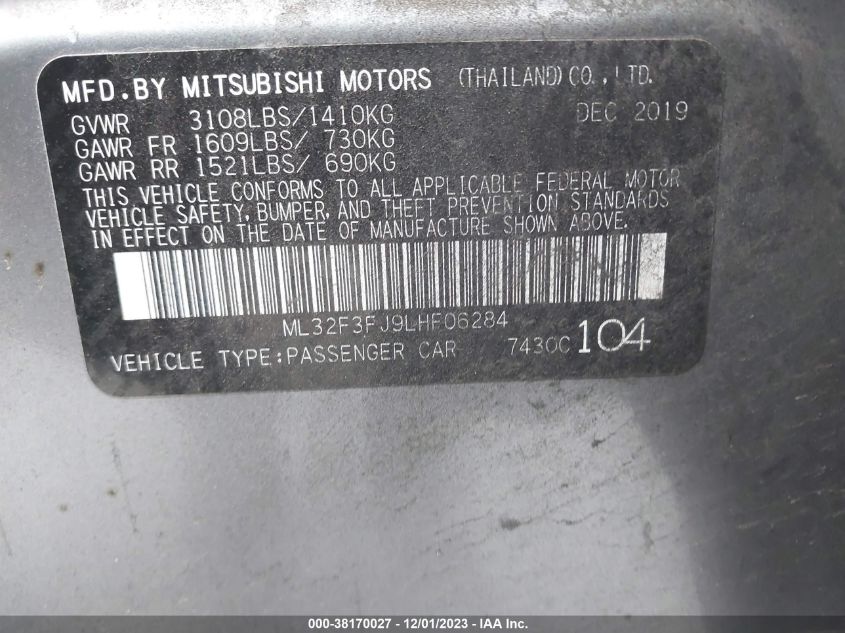 MFD.BY MITSUBISHI MOTORS (THAILAND)CO.,LTD.
GVWR 3108LBS/1410KG DEC 2019
GAWR FR 1609LBS/ 730KG
GAWR RR 1521LBS/ 690KG
THIS VEHICLE CONFORMS TO ALL APPLICABLE FEDERAL MOTOR
VEHICLE SAFETY, BUMPER, AND THEFT PREVENTION STANDARDS
IN EFFECT ON THE DATE OF MANUFACTURE SHOWN ABOVE.
ML32F3FJ9LHF06284
VEHICLE TYPE:PASSENGER CAR 7430C 104
000-38170027 - 12/01/2023 - IAA Inc.